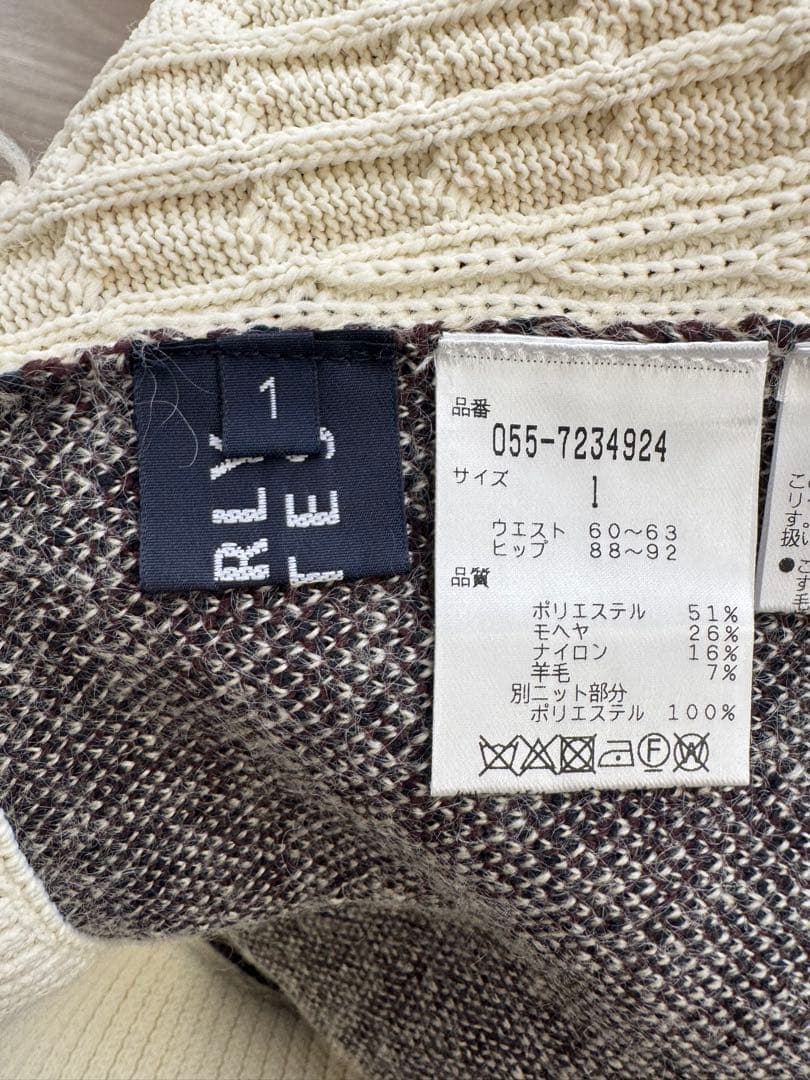 1
RLY
TES
品番
055-7234924
サイズ
1
ウエスト 60〜63
ヒップ 88〜92
品質
ポリエステル 51%
モヘヤ 26%
ナイロン 16%
羊毛 7%
別ニット部分
ポリエステル 100%
F
W